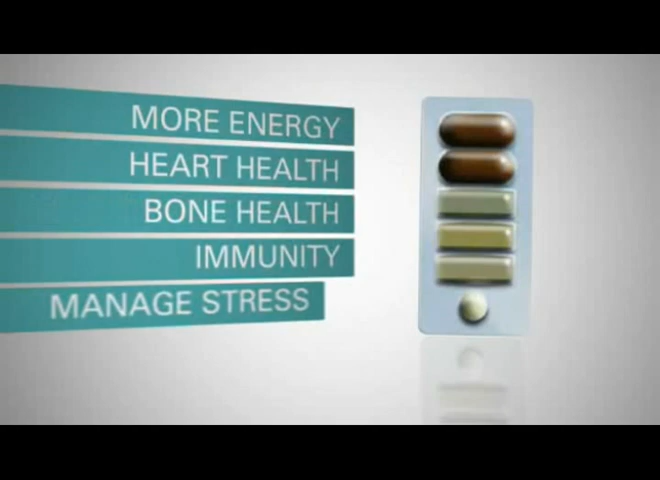 MORE ENERGY
HEART HEALTH
BONE HEALTH
IMMUNITY
MANAGE STRESS